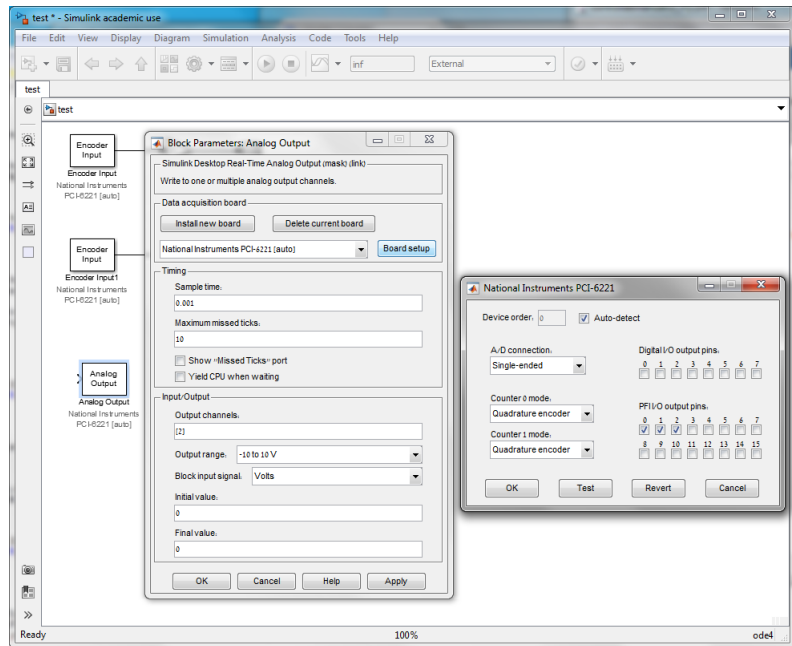 test * - Simulink academic use
File Edit View Display Diagram Simulation Analysis Code Tools Help
inf External
test
test
Encoder
Input
Encoder Input
National Instruments
PCI-6221 [auto]
Encoder
Input
Encoder Input1
National Instruments
PCI-6221 [auto]
Analog
Output
Analog Output
National Instruments
PCI-6221 [auto]
Block Parameters: Analog Output
Simulink Desktop Real-Time Analog Output (mask) (link)
Write to one or multiple analog output channels.
Data acquisition board
Install new board Delete current board
National Instruments PCI-6221 [auto] Board setup
Timing
Sample time:
0.001
Maximum missed ticks:
10
Show "Missed Ticks" port
Yield CPU when waiting
Input/Output
Output channels:
[2]
Output range: -10 to 10 V
Block input signal: Volts
Initial value:
0
Final value:
0
OK Cancel Help Apply
National Instruments PCI-6221
Device order: 0 Auto-detect
A/D connection:
Single-ended
Counter 0 mode:
Quadrature encoder
Counter 1 mode:
Quadrature encoder
Digital I/O output pins:
0 1 2 3 4 5 6 7
PFI I/O output pins:
0 1 2 3 4 5 6 7
8 9 10 11 12 13 14 15
OK Test Revert Cancel
Ready 100% ode4